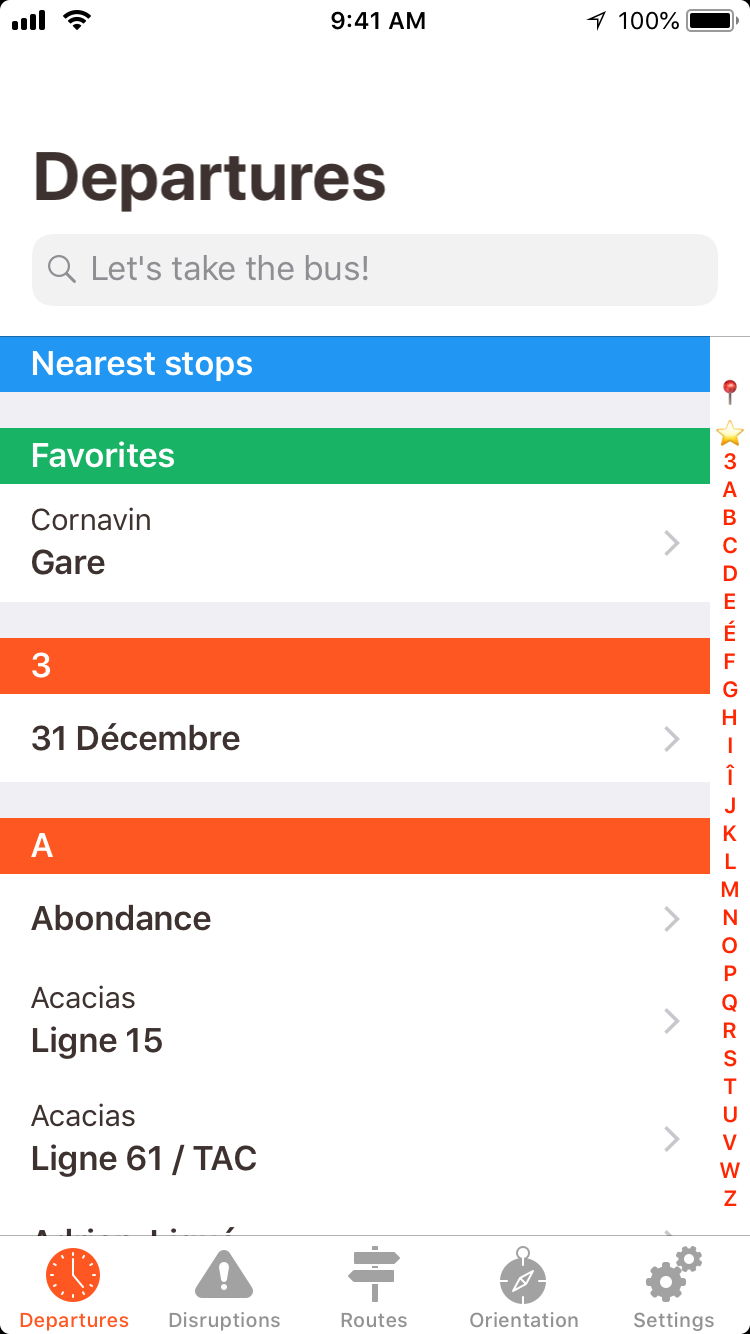 9:41 AM
100%
Departures
Let's take the bus!
Nearest stops
Favorites
Cornavin
Gare
3
31 Décembre
A
Abondance
Acacias
Ligne 15
Acacias
Ligne 61 / TAC
3
A
B
C
D
E
É
F
G
H
I
Î
J
K
L
M
N
O
P
Q
R
S
T
U
V
W
Z
Departures
Disruptions
Routes
Orientation
Settings